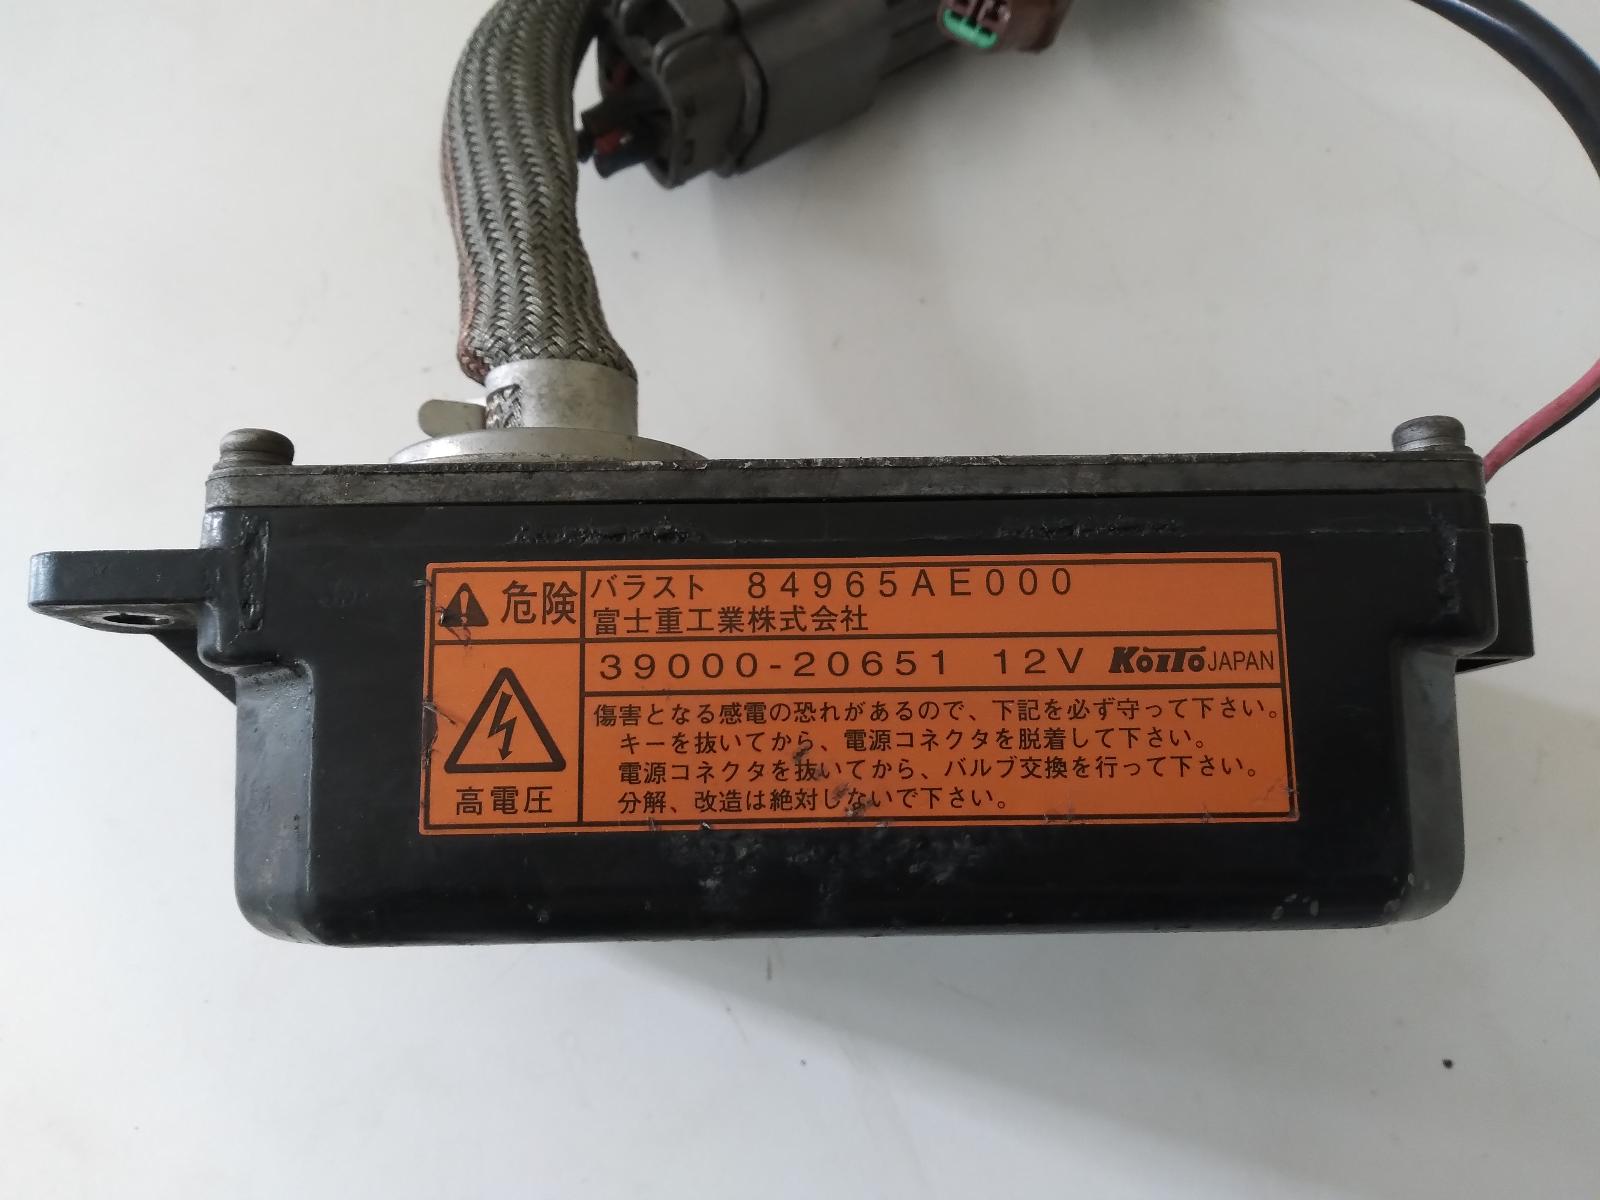 危険
バラスト 84965AE000
富士重工業株式会社
39000-20651 12V KOITO JAPAN
高電圧
傷害となる感電の恐れがあるので、下記を必ず守って下さい。
キーを抜いてから、電源コネクタを脱着して下さい。
電源コネクタを抜いてから、バルブ交換を行って下さい。
分解、改造は絶対しないで下さい。